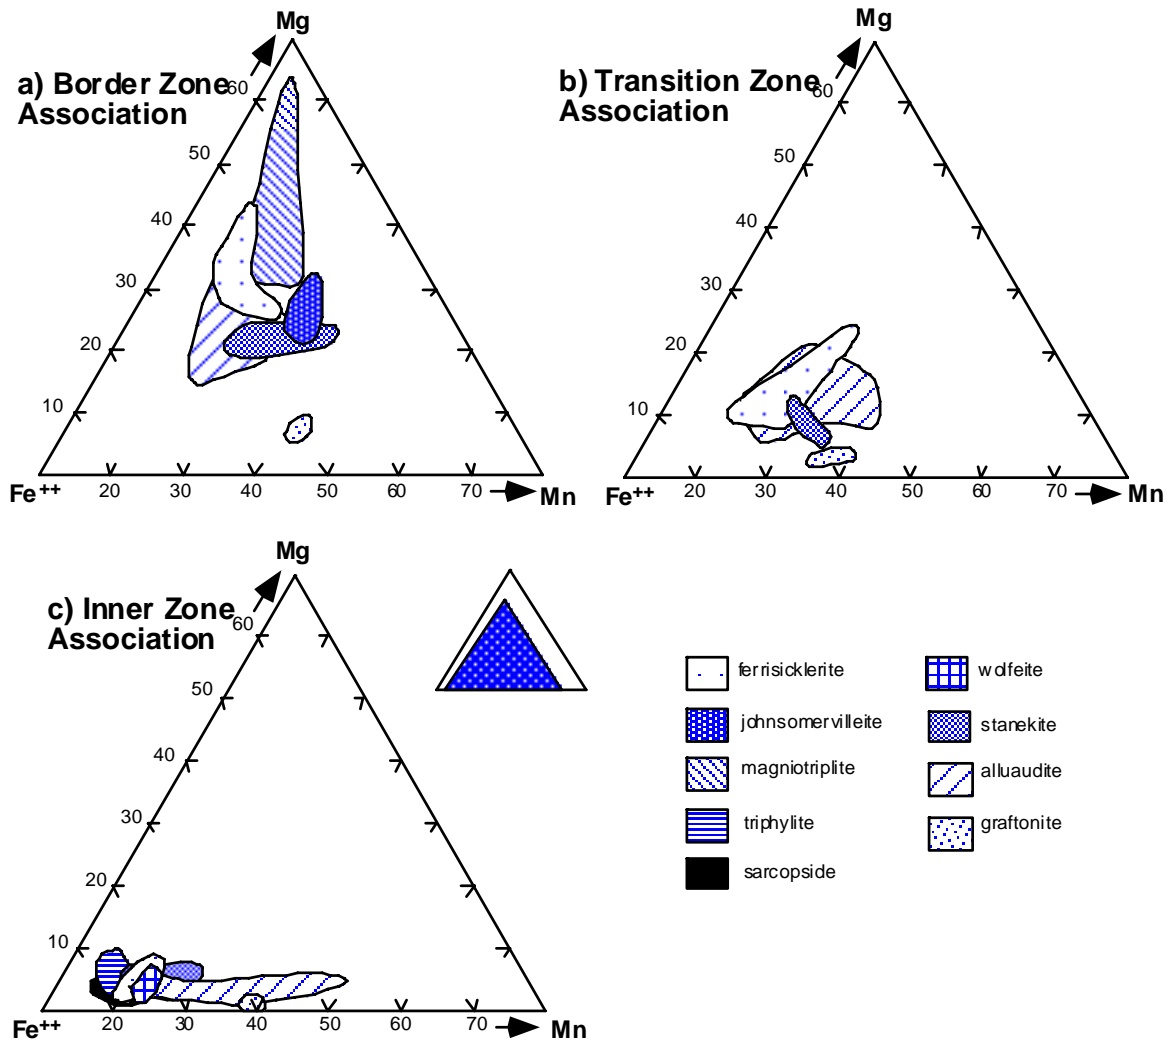 Mg
a) Border Zone
Association
60
50
40
30
20
10
Fe++ 20 30 40 50 60 70 Mn
Mg
b) Transition Zone
Association
60
50
40
30
20
10
Fe++ 20 30 40 50 60 70 Mn
Mg
c) Inner Zone
Association
60
50
40
30
20
10
Fe++ 20 30 40 50 60 70 Mn
ferrisicklerite
johnsomervilleite
magniotriplite
triphylite
sarcopside
wolfeite
stanekite
alluaudite
graftonite